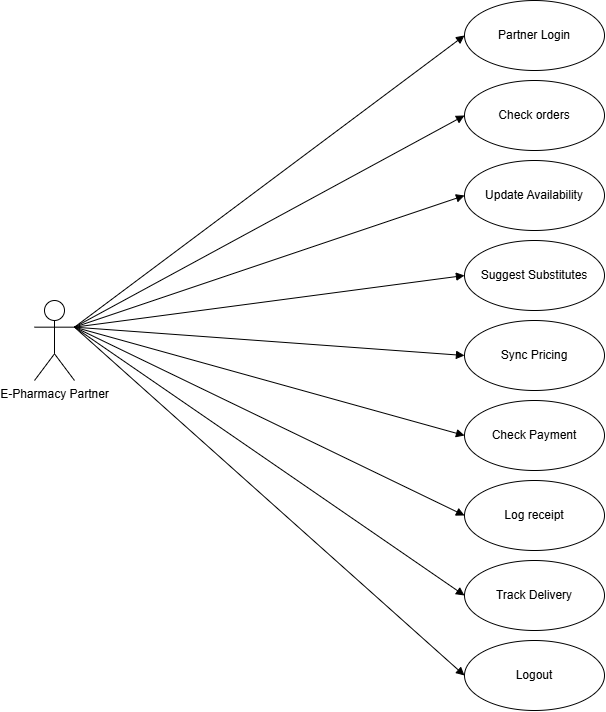 Partner Login
Check orders
Update Availability
Suggest Substitutes
Sync Pricing
E-Pharmacy Partner
Check Payment
Log receipt
Track Delivery
Logout